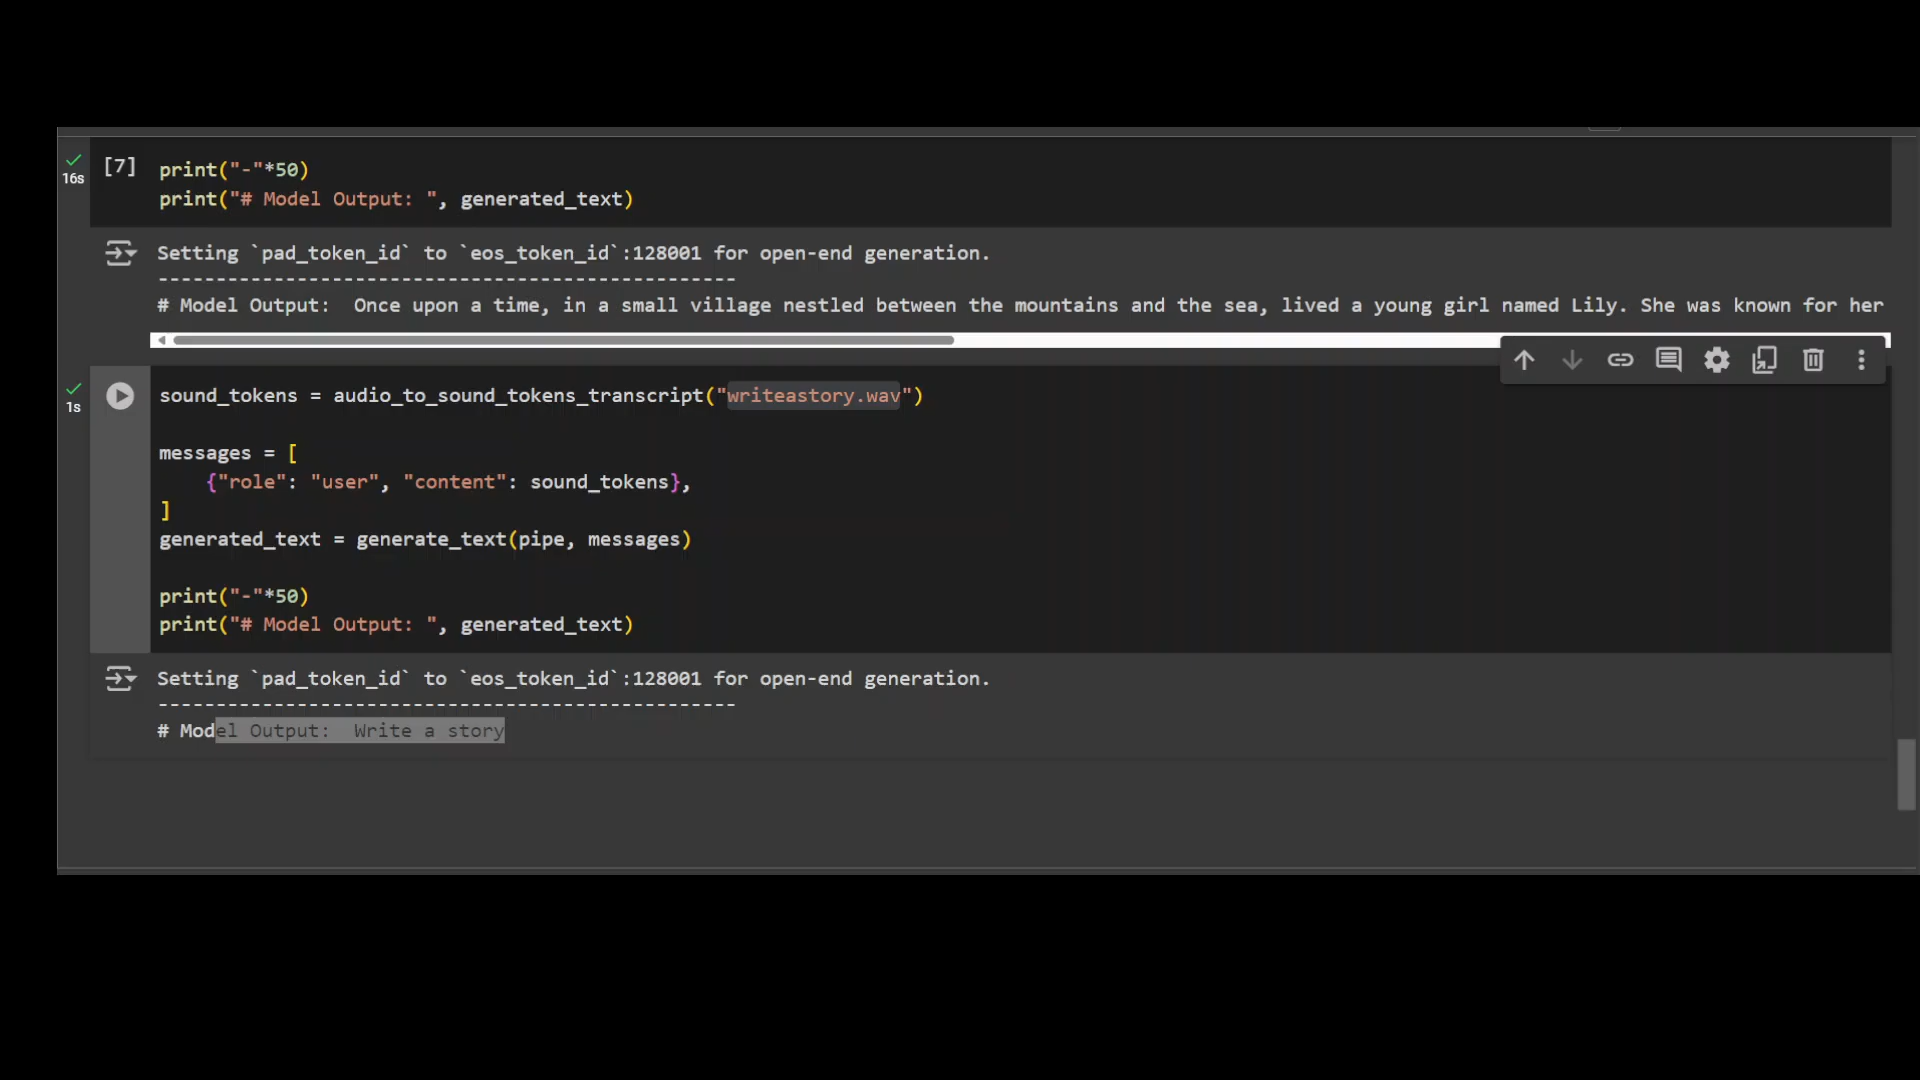 [7] print("-"*50)
16s print("# Model Output: ", generated_text)
Setting `pad_token_id` to `eos_token_id`:128001 for open-end generation.
--------------------------------------------------
# Model Output:  Once upon a time, in a small village nestled between the mountains and the sea, lived a young girl named Lily. She was known for her
1s sound_tokens = audio_to_sound_tokens_transcript("writeastory.wav")
messages = [
    {"role": "user", "content": sound_tokens},
]
generated_text = generate_text(pipe, messages)
print("-"*50)
print("# Model Output: ", generated_text)
Setting `pad_token_id` to `eos_token_id`:128001 for open-end generation.
--------------------------------------------------
# Model Output:  Write a story